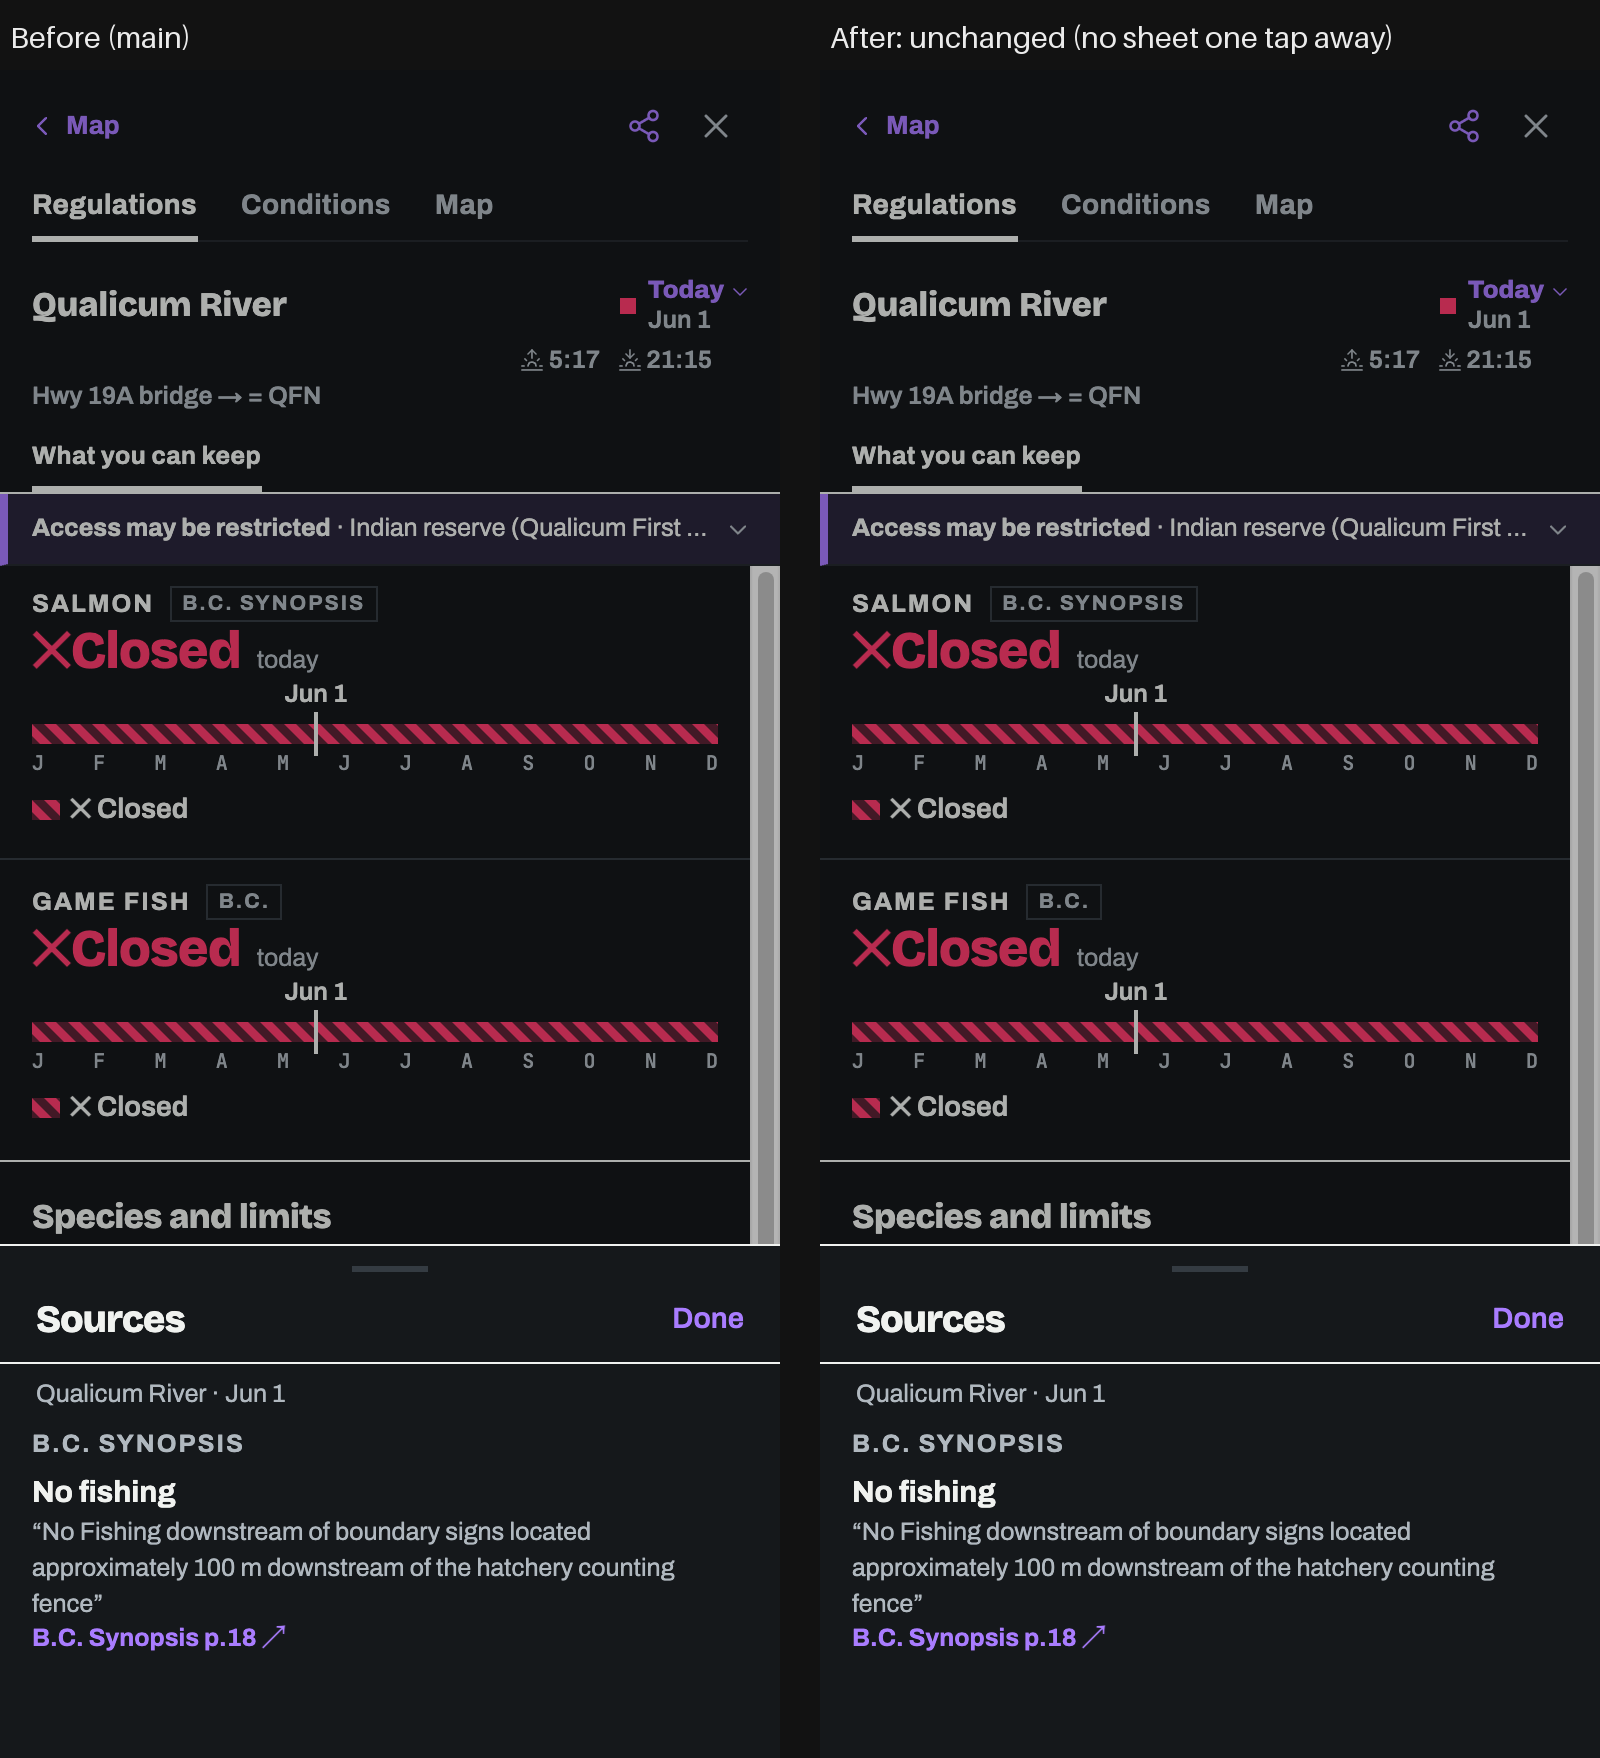 Before (main)
Map
Regulations Conditions Map
Qualicum River
Today
Jun 1
5:17 21:15
Hwy 19A bridge → = QFN
What you can keep
Access may be restricted · Indian reserve (Qualicum First ...
SALMON B.C. SYNOPSIS
Closed today
Jun 1
J F M A M J J A S O N D
Closed
GAME FISH B.C.
Closed today
Jun 1
J F M A M J J A S O N D
Closed
Species and limits
Sources Done
Qualicum River · Jun 1
B.C. SYNOPSIS
No fishing
“No Fishing downstream of boundary signs located
approximately 100 m downstream of the hatchery counting
fence”
B.C. Synopsis p.18
After: unchanged (no sheet one tap away)
Map
Regulations Conditions Map
Qualicum River
Today
Jun 1
5:17 21:15
Hwy 19A bridge → = QFN
What you can keep
Access may be restricted · Indian reserve (Qualicum First ...
SALMON B.C. SYNOPSIS
Closed today
Jun 1
J F M A M J J A S O N D
Closed
GAME FISH B.C.
Closed today
Jun 1
J F M A M J J A S O N D
Closed
Species and limits
Sources Done
Qualicum River · Jun 1
B.C. SYNOPSIS
No fishing
“No Fishing downstream of boundary signs located
approximately 100 m downstream of the hatchery counting
fence”
B.C. Synopsis p.18